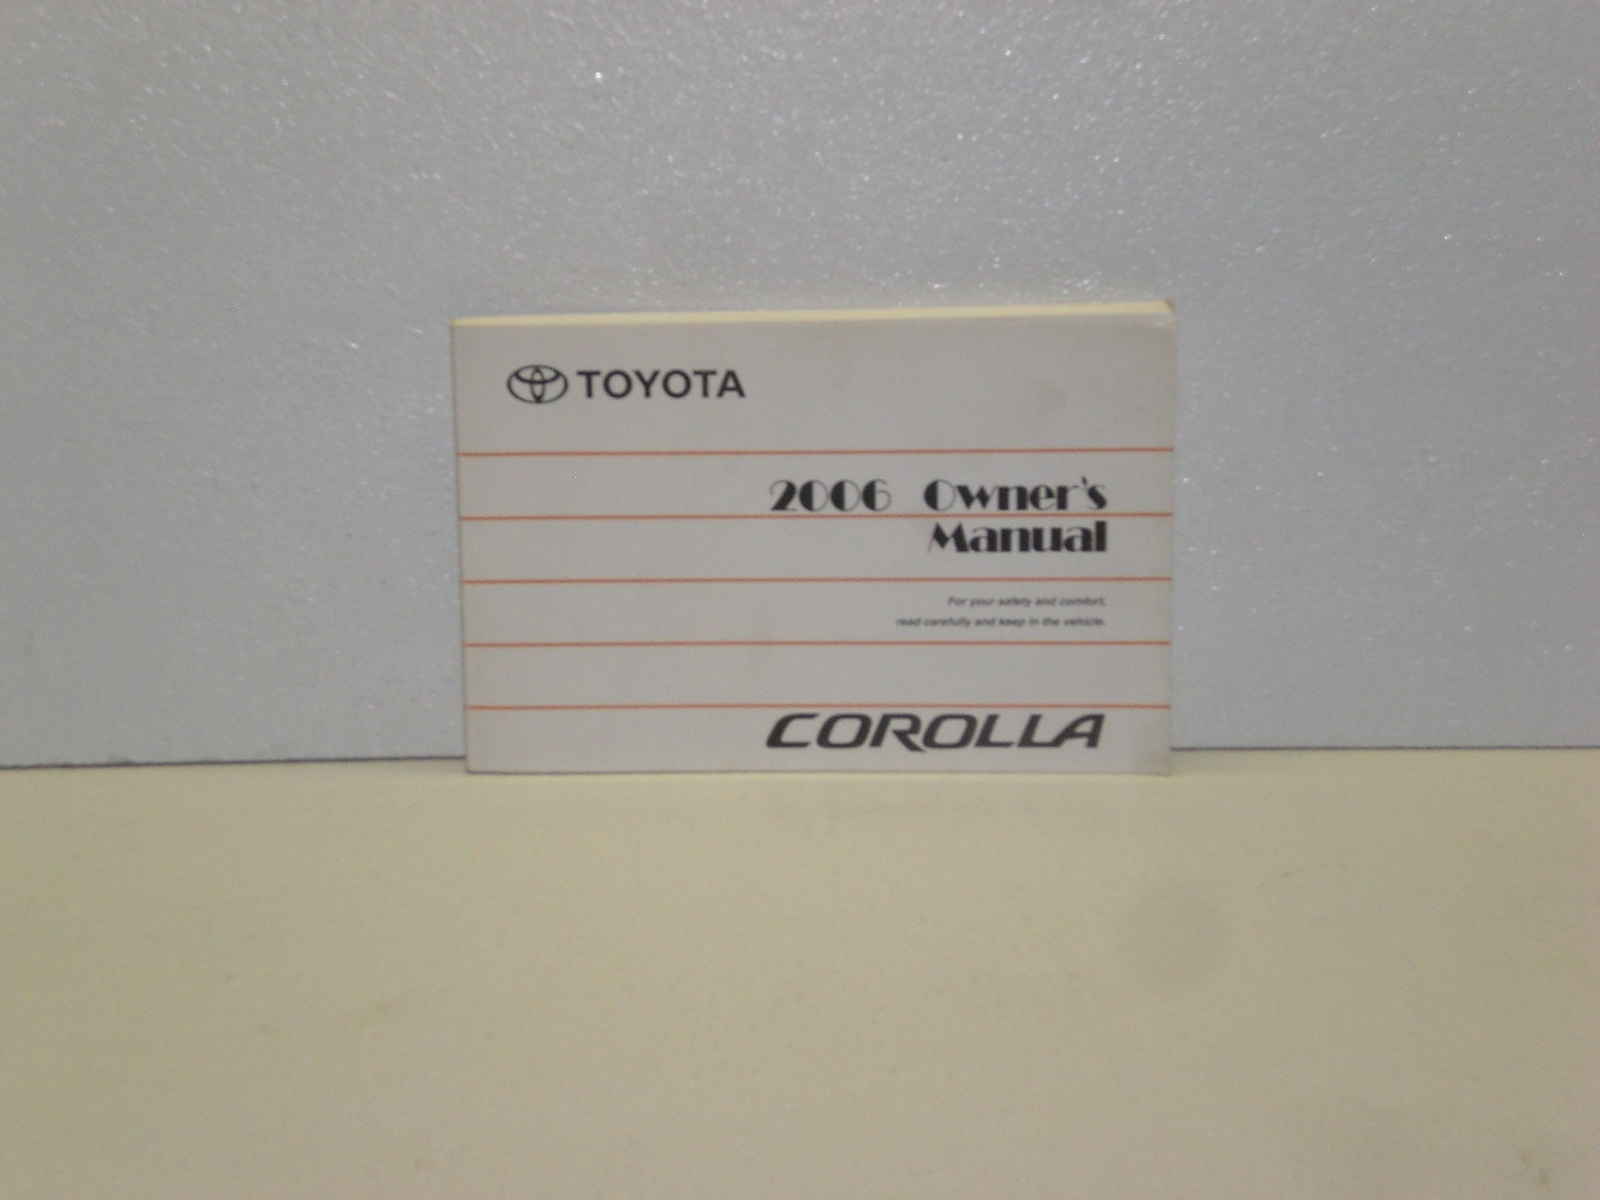 TOYOTA
2006 Owner's
Manual
For your safety and comfort,
read carefully and keep in the vehicle.
COROLLA